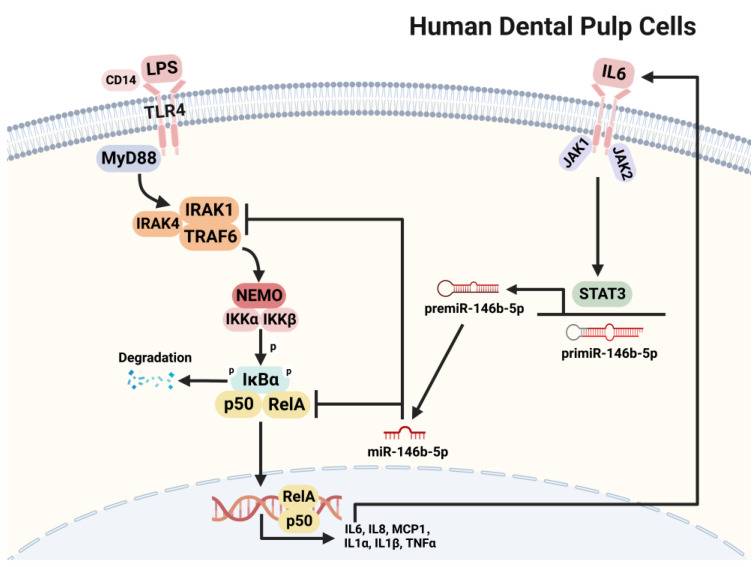 Human Dental Pulp Cells
LPS
CD14
TLR4
MyD88
IRAK1
IRAK4
TRAF6
NEMO
IKKα IKKβ
p
Degradation
p
IκBα
p
p50 RelA
RelA
p50
IL6, IL8, MCP1,
IL1α, IL1β, TNFα
IL6
JAK1
JAK2
STAT3
premiR-146b-5p
primiR-146b-5p
miR-146b-5p